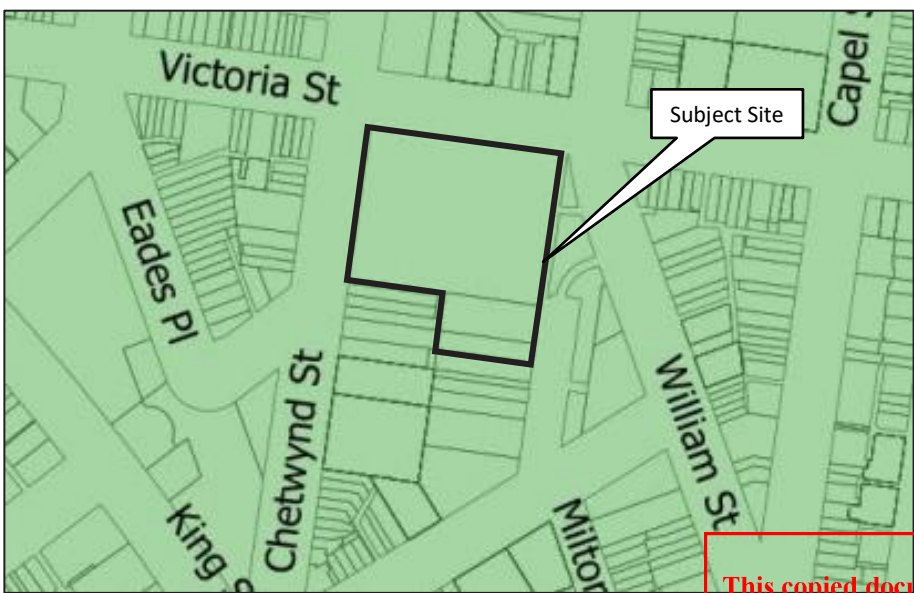 Victoria St
Capel S
Subject Site
Eades Pl
Chetwynd St
William St
King S
Milton
This copied docu